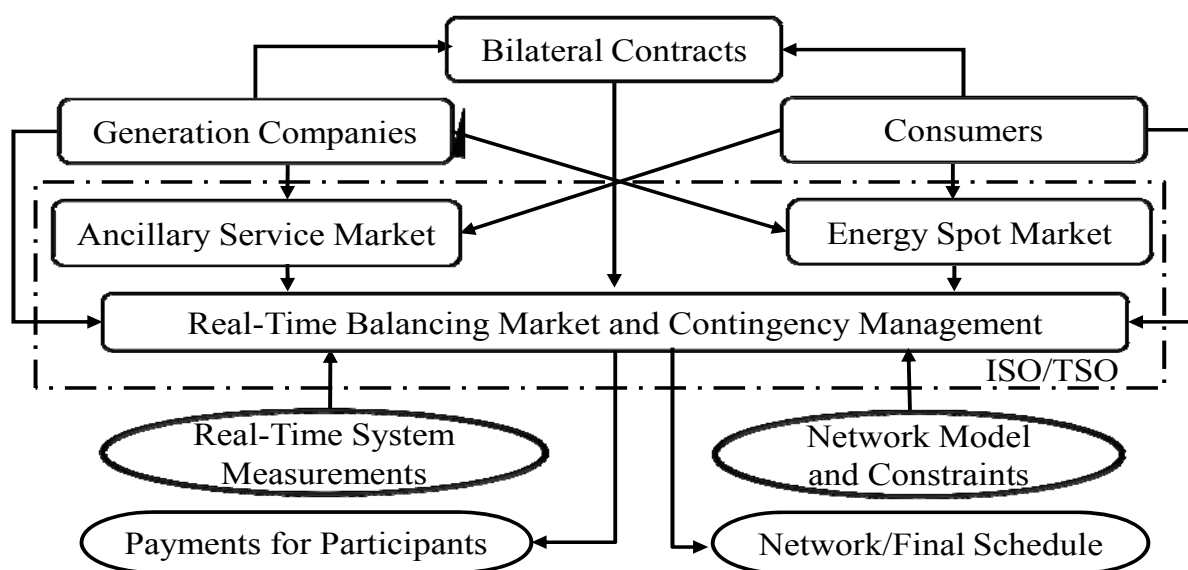 Bilateral Contracts
Generation Companies
Consumers
Ancillary Service Market
Energy Spot Market
Real-Time Balancing Market and Contingency Management
ISO/TSO
Real-Time System
Measurements
Network Model
and Constraints
Payments for Participants
Network/Final Schedule